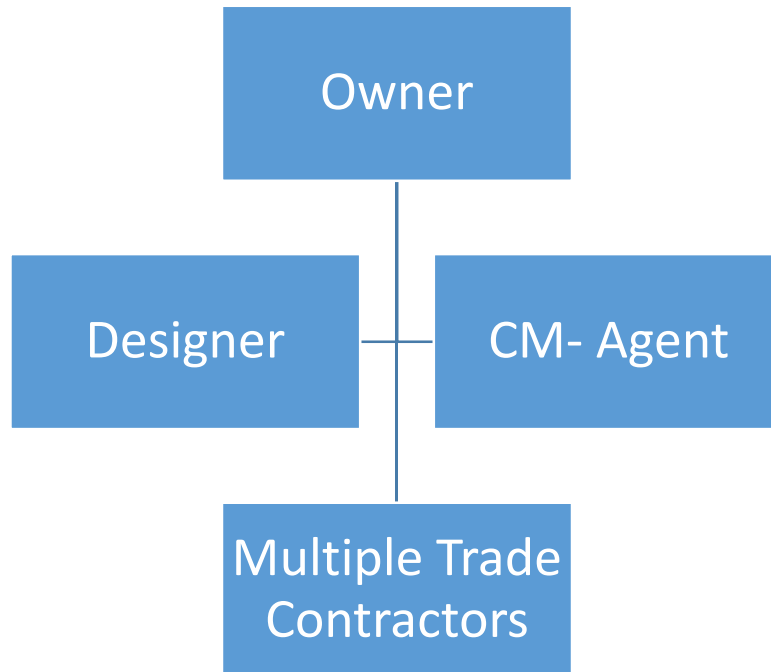 Owner
Designer
CM- Agent
Multiple Trade
Contractors